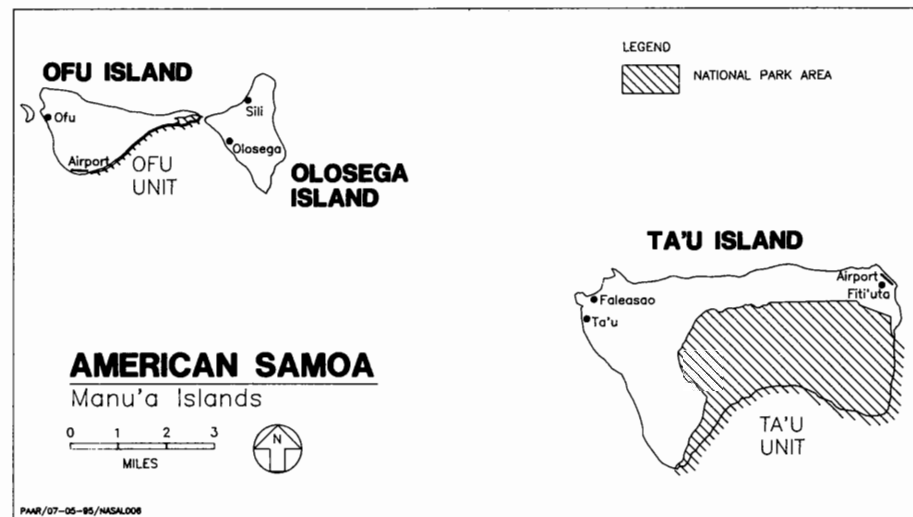 LEGEND
NATIONAL PARK AREA
OFU ISLAND
Ofu
Sili
Olosega
Airport
OFU
UNIT
OLOSEGA
ISLAND
TA'U ISLAND
Airport
Fiti'uta
Faleasao
Ta'u
AMERICAN SAMOA
Manu'a Islands
0 1 2 3
MILES
N
TA'U
UNIT
PAAR/07-05-95/NASAL006